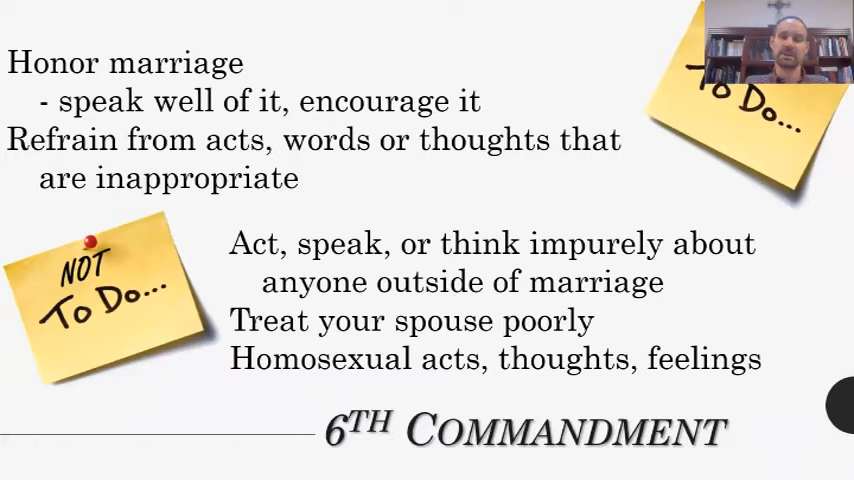 Honor marriage
- speak well of it, encourage it
Refrain from acts, words or thoughts that
are inappropriate
To Do...
NOT
To Do...
Act, speak, or think impurely about
anyone outside of marriage
Treat your spouse poorly
Homosexual acts, thoughts, feelings
6TH COMMANDMENT